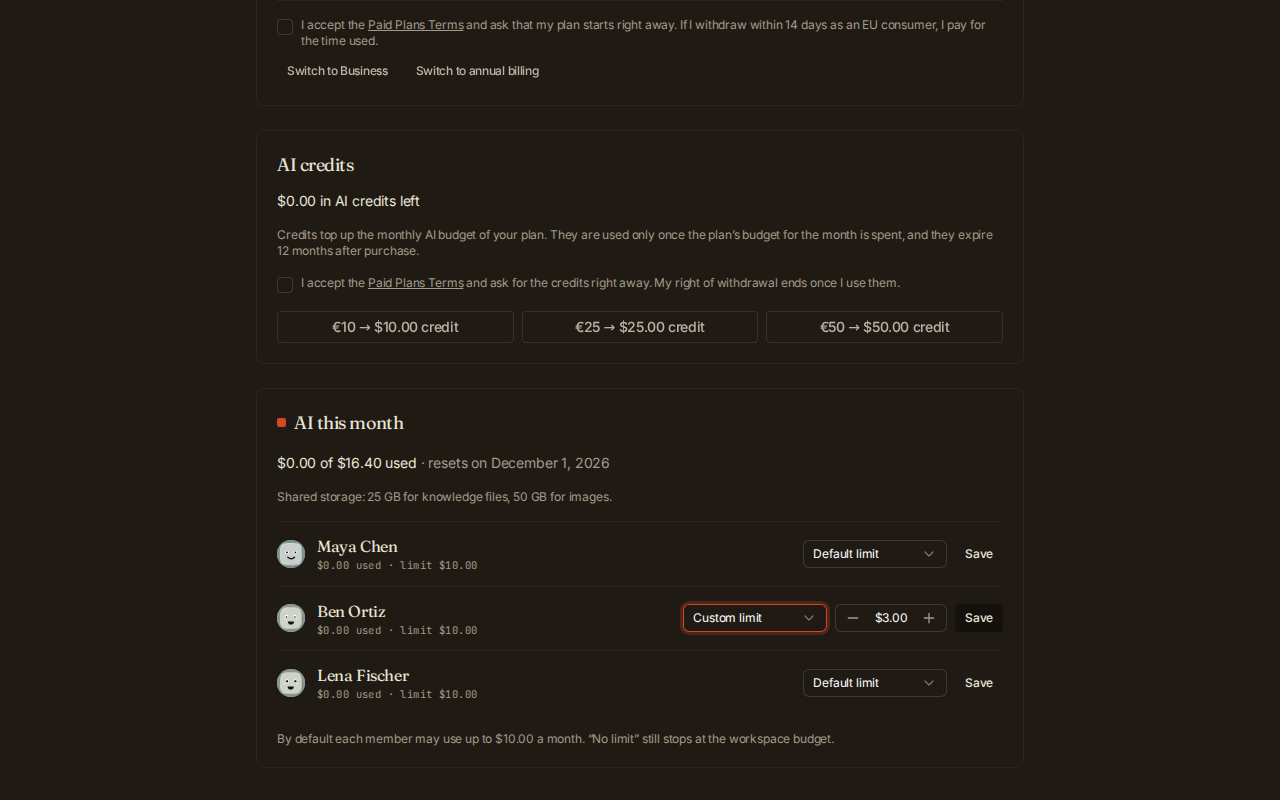 I accept the Paid Plans Terms and ask that my plan starts right away. If I withdraw within 14 days as an EU consumer, I pay for
the time used.
Switch to Business
Switch to annual billing
AI credits
$0.00 in AI credits left
Credits top up the monthly AI budget of your plan. They are used only once the plan's budget for the month is spent, and they expire
12 months after purchase.
I accept the Paid Plans Terms and ask for the credits right away. My right of withdrawal ends once I use them.
€10 → $10.00 credit
€25 → $25.00 credit
€50 → $50.00 credit
AI this month
$0.00 of $16.40 used · resets on December 1, 2026
Shared storage: 25 GB for knowledge files, 50 GB for images.
Maya Chen
$0.00 used · limit $10.00
Default limit
Save
Ben Ortiz
$0.00 used · limit $10.00
Custom limit
$3.00
Save
Lena Fischer
$0.00 used · limit $10.00
Default limit
Save
By default each member may use up to $10.00 a month. “No limit” still stops at the workspace budget.